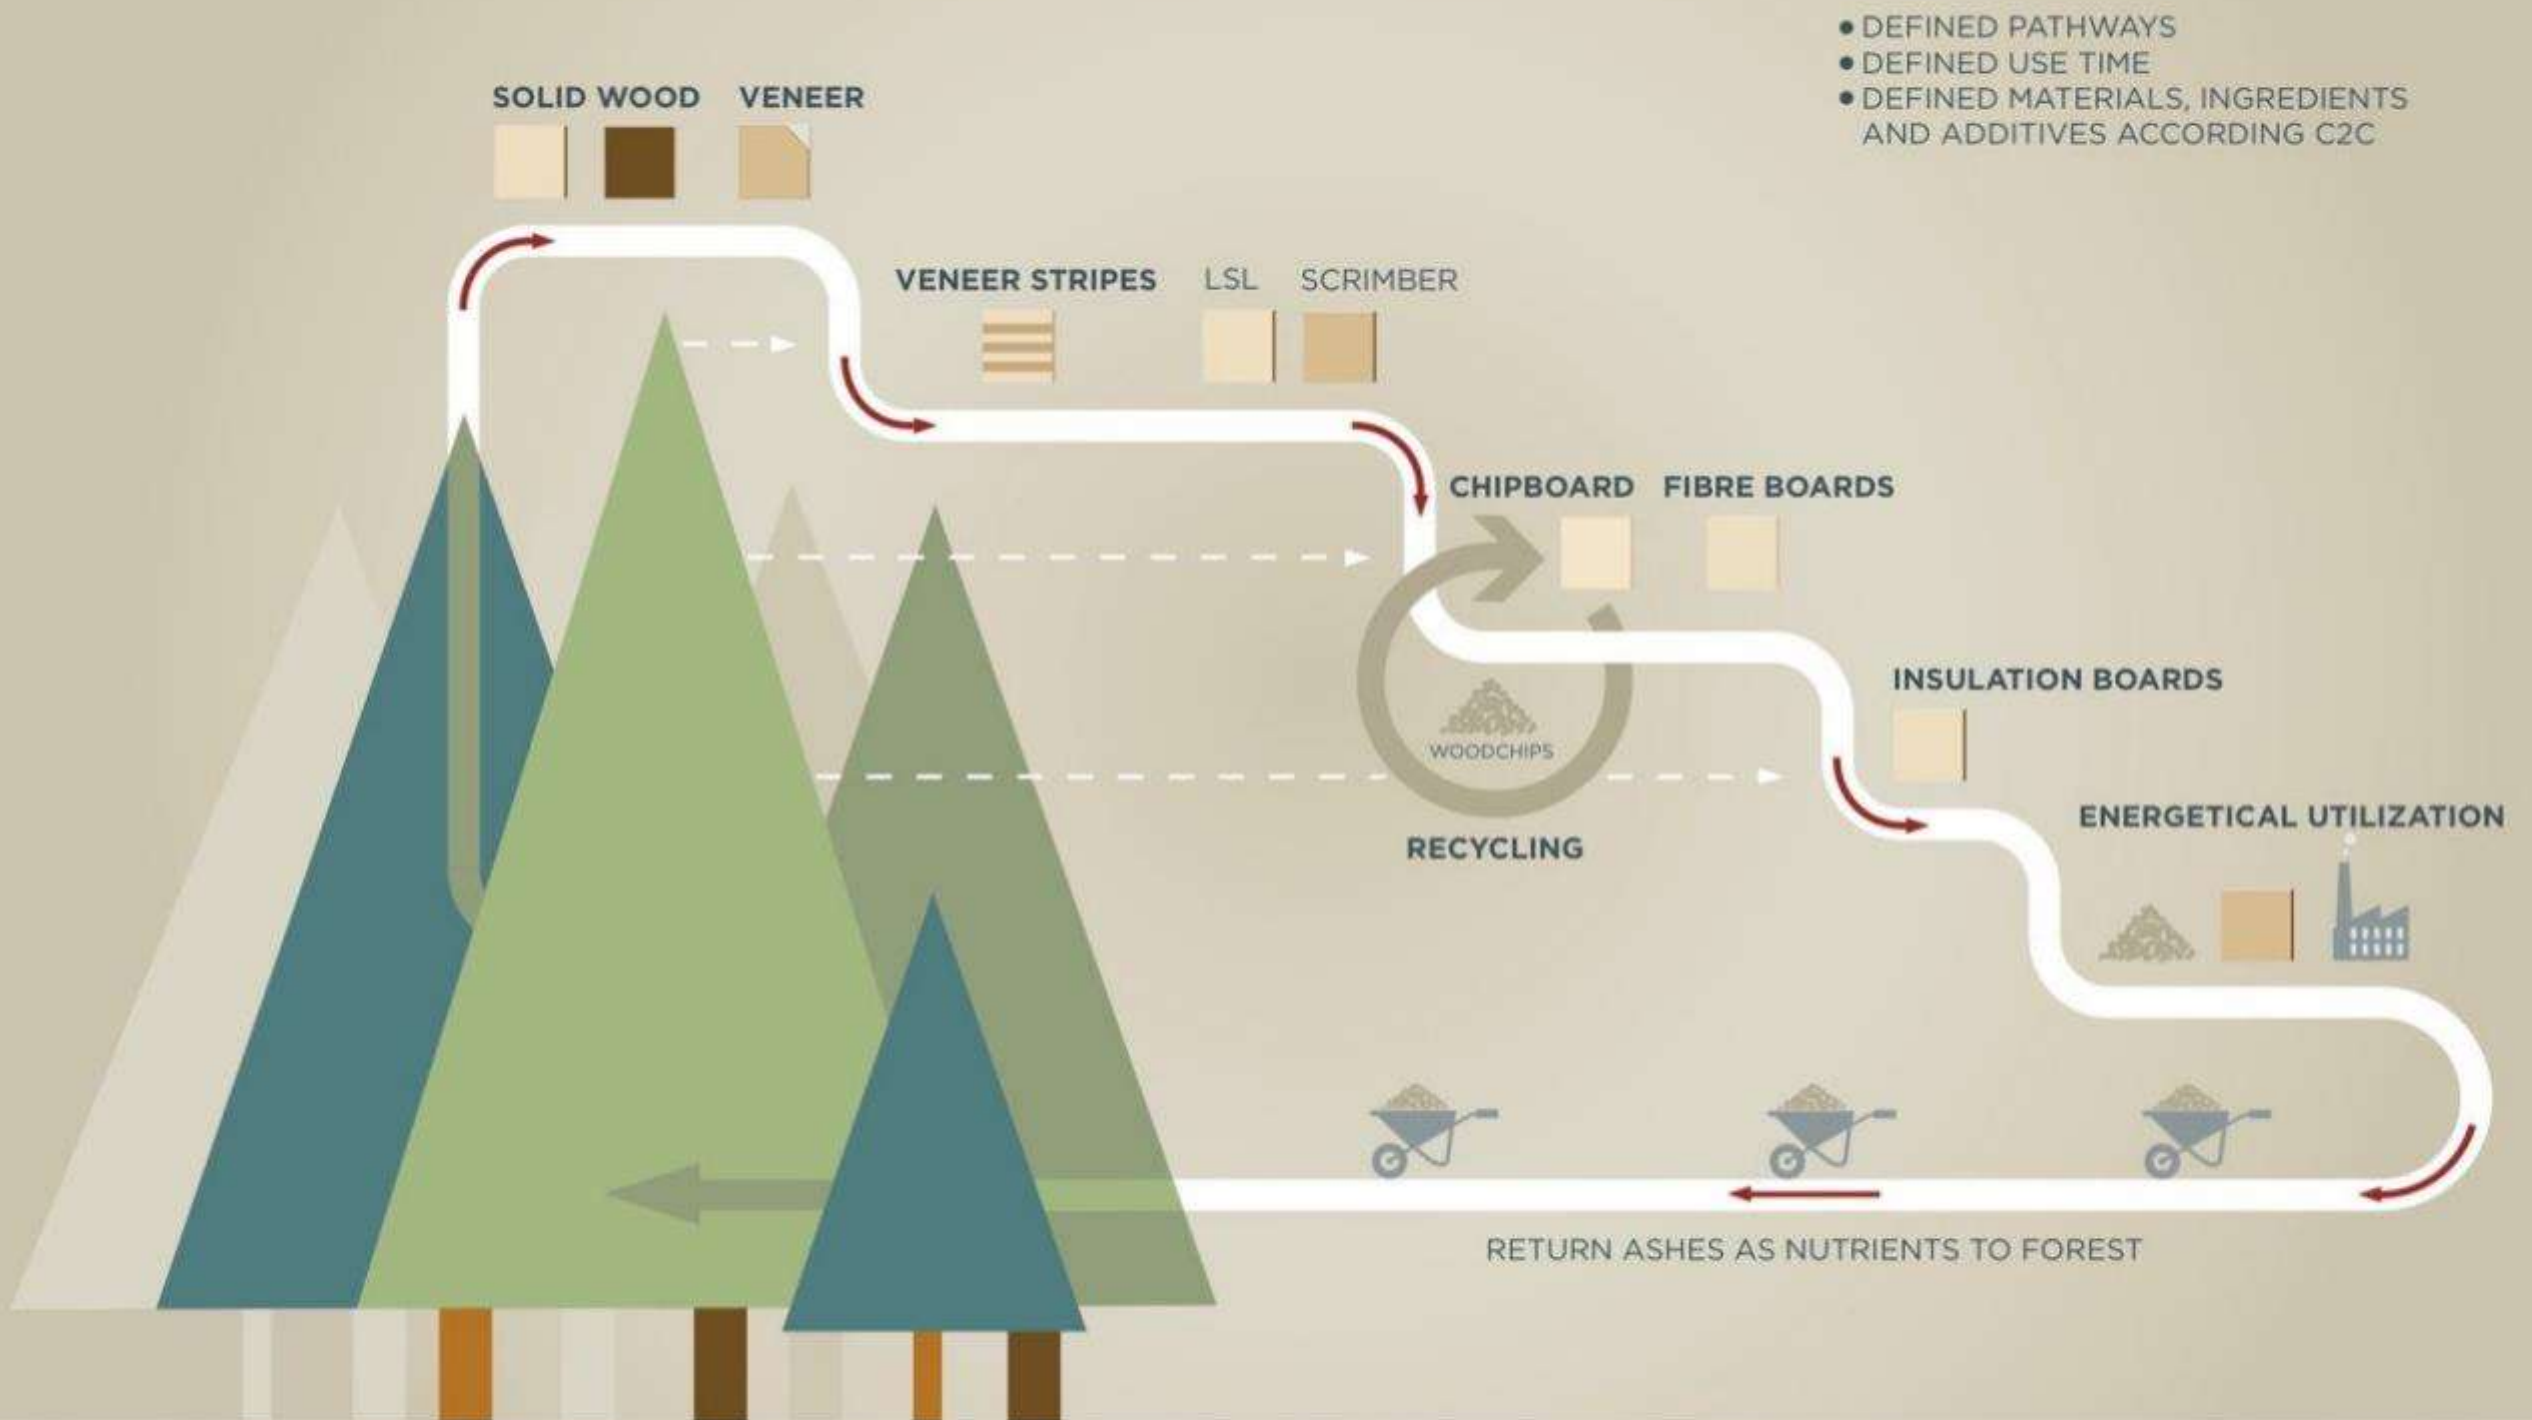 • DEFINED PATHWAYS
• DEFINED USE TIME
• DEFINED MATERIALS, INGREDIENTS
AND ADDITIVES ACCORDING C2C
SOLID WOOD VENEER
VENEER STRIPES LSL SCRIMBER
CHIPBOARD FIBRE BOARDS
INSULATION BOARDS
WOODCHIPS
ENERGETICAL UTILIZATION
RECYCLING
RETURN ASHES AS NUTRIENTS TO FOREST